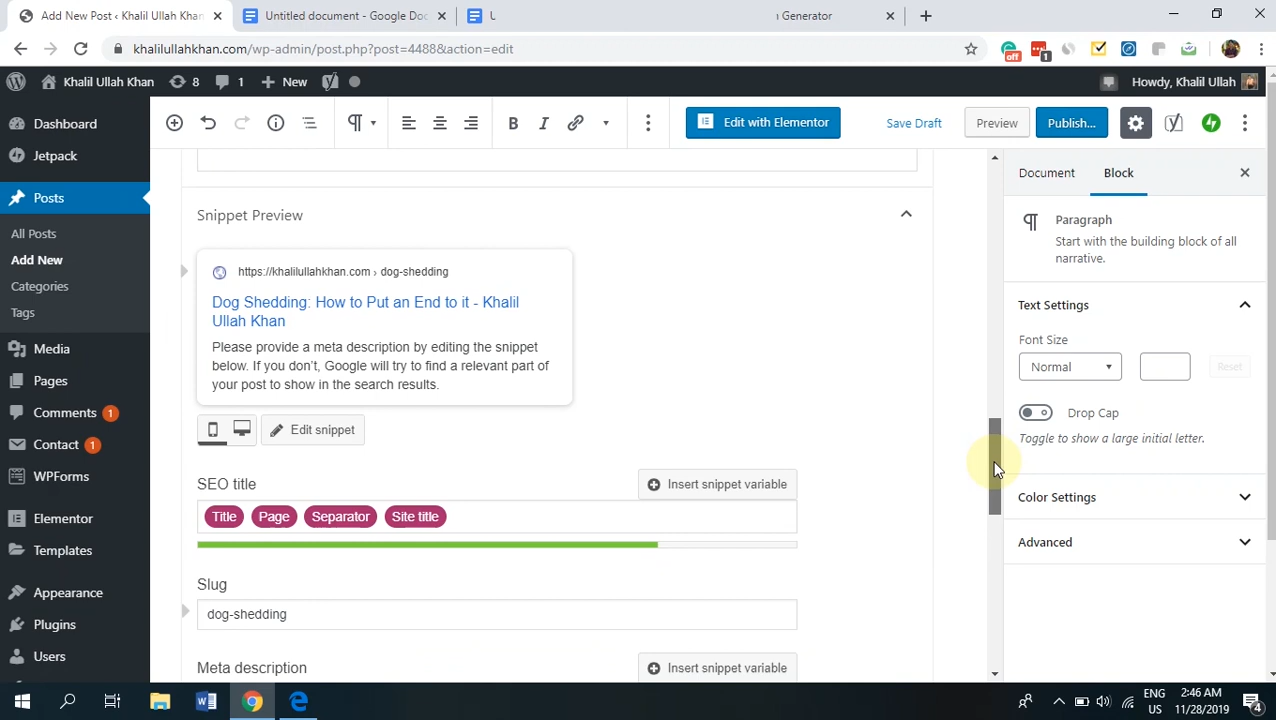 Add New Post ‹ Khalil Ullah Khan
Untitled document - Google Doc
U
Generator
khalilullahkhan.com/wp-admin/post.php?post=4488&action=edit
off
1
Khalil Ullah Khan
8
1
New
Howdy, Khalil Ullah
Dashboard
Jetpack
Posts
All Posts
Add New
Categories
Tags
Media
Pages
Comments 1
Contact 1
WPForms
Elementor
Templates
Appearance
Plugins
Users
Edit with Elementor
Save Draft
Preview
Publish...
Snippet Preview
https://khalilullahkhan.com › dog-shedding
Dog Shedding: How to Put an End to it - Khalil
Ullah Khan
Please provide a meta description by editing the snippet
below. If you don’t, Google will try to find a relevant part of
your post to show in the search results.
Edit snippet
SEO title
Insert snippet variable
Title Page Separator Site title
Slug
dog-shedding
Meta description
Insert snippet variable
Document
Block
Paragraph
Start with the building block of all
narrative.
Text Settings
Font Size
Normal
Reset
Drop Cap
Toggle to show a large initial letter.
Color Settings
Advanced
ENG
US
2:46 AM
11/28/2019
4